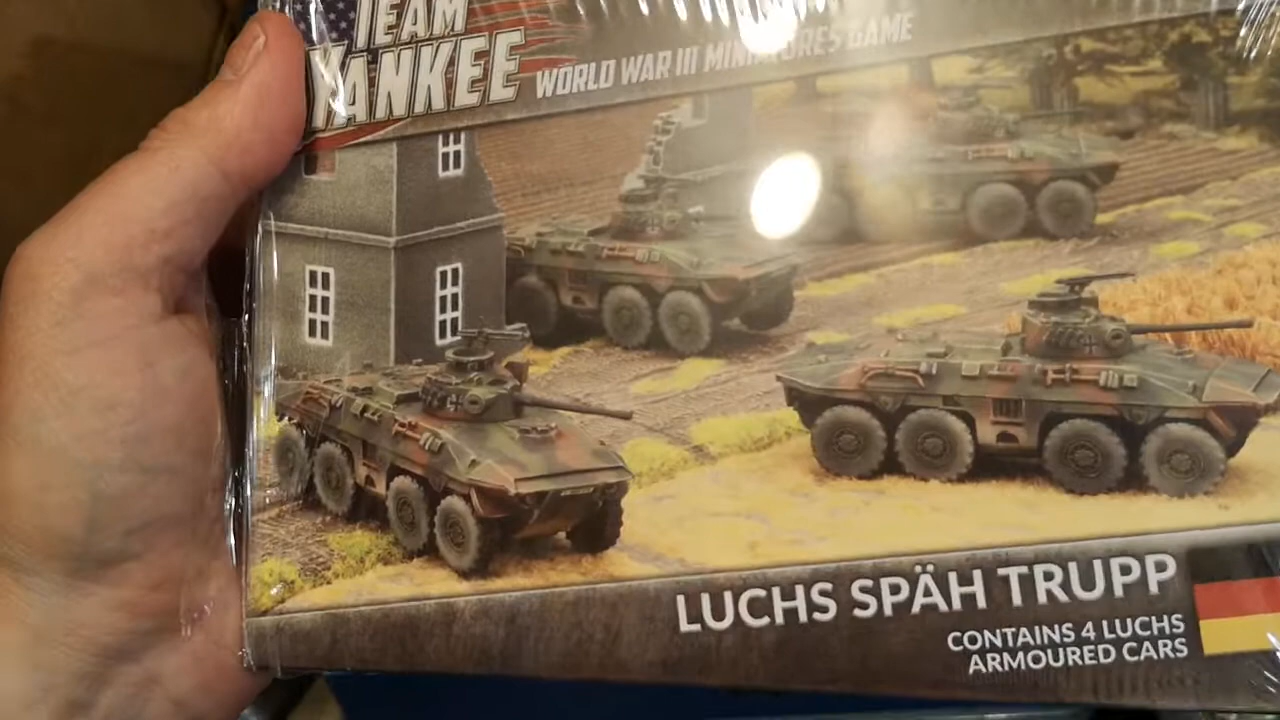 TEAM
YANKEE
WORLD WAR III MINIATURES GAME
LUCHS SPÄH TRUPP
CONTAINS 4 LUCHS
ARMOURED CARS